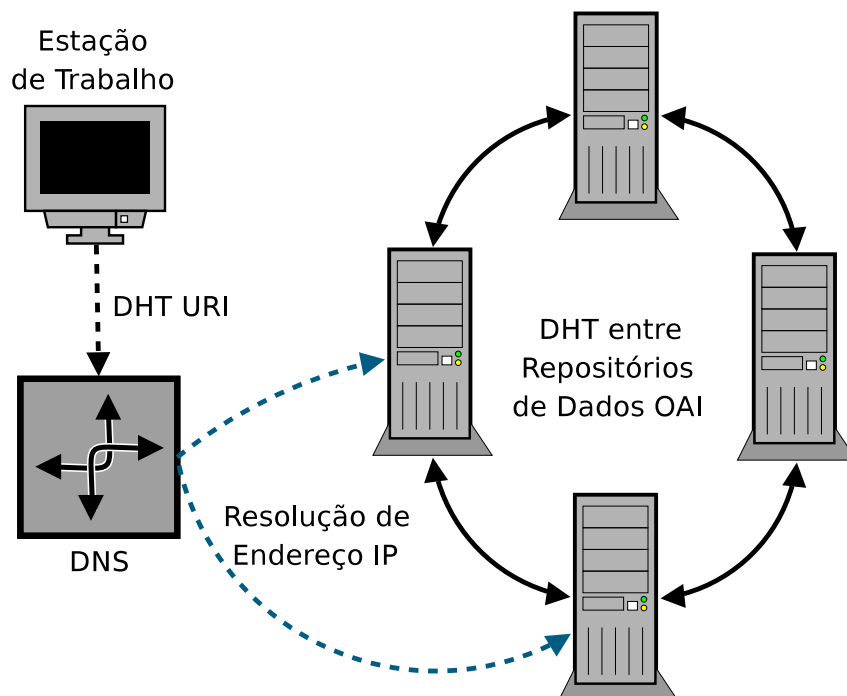 Estação
de Trabalho
DHT URI
DNS
Resolução de
Endereço IP
DHT entre
Repositórios
de Dados OAI